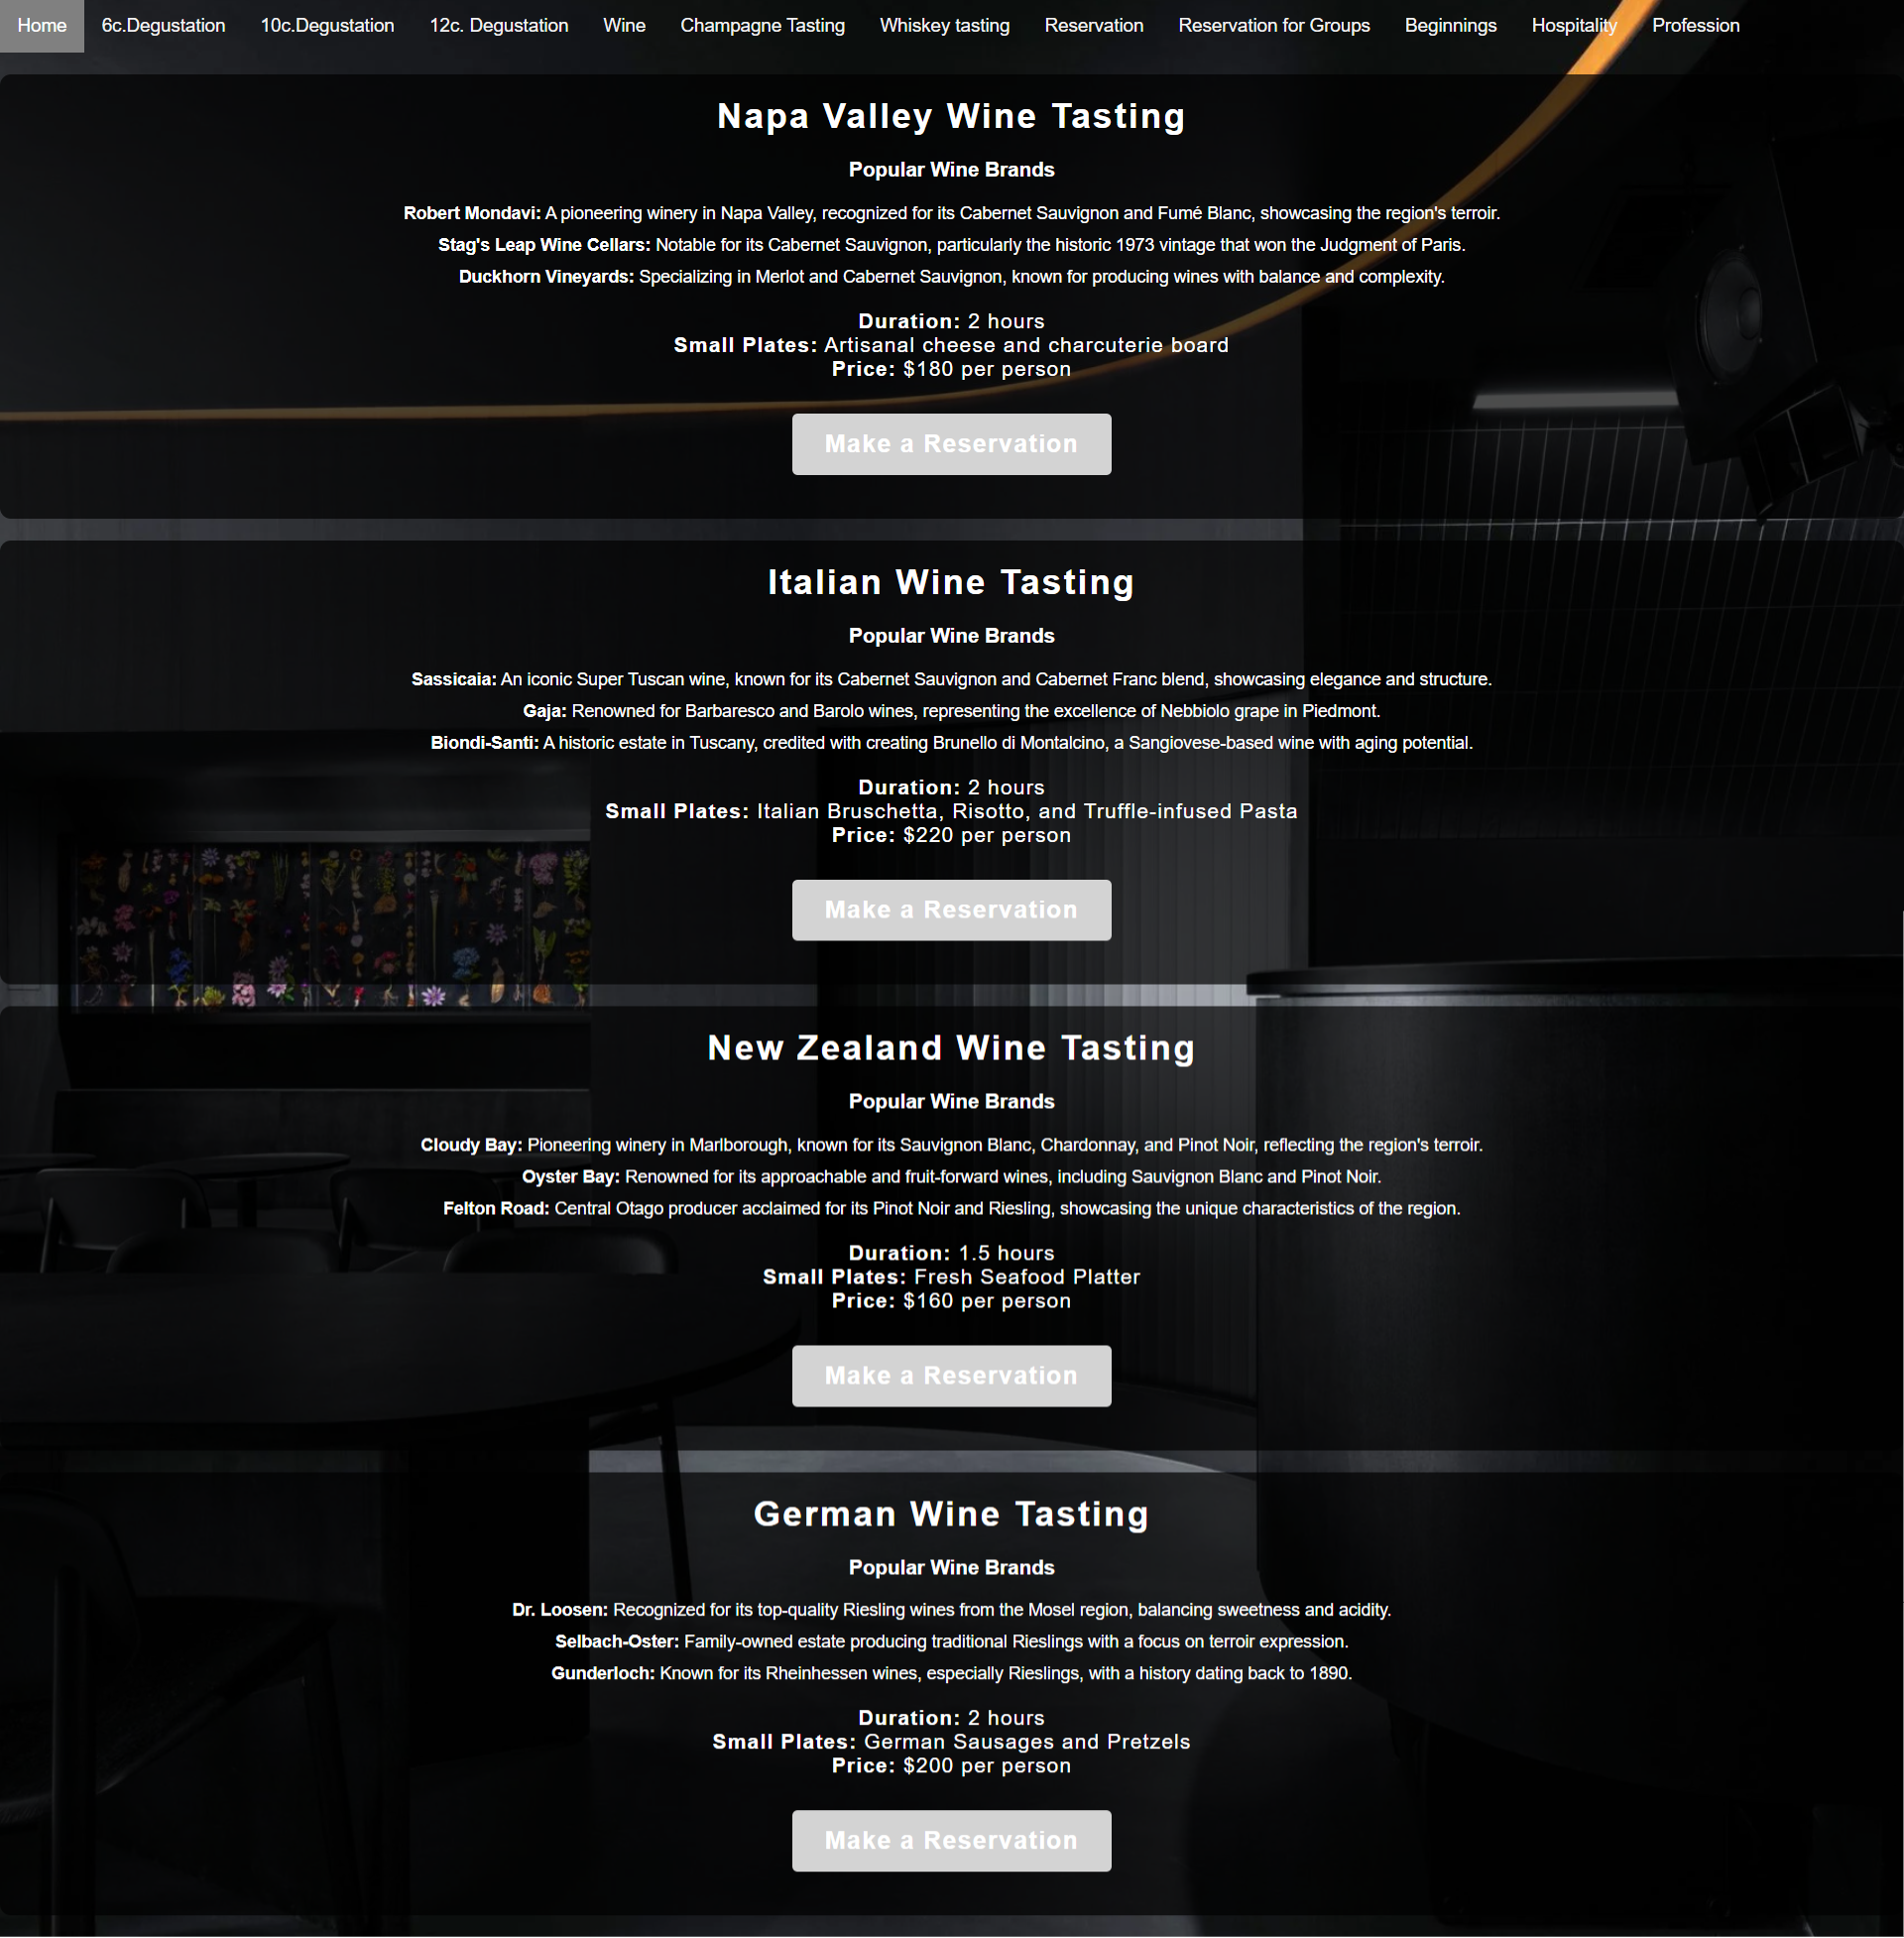 Home 6c.Degustation 10c.Degustation 12c. Degustation Wine Champagne Tasting Whiskey tasting Reservation Reservation for Groups Beginnings Hospitality Profession
Napa Valley Wine Tasting
Popular Wine Brands
Robert Mondavi: A pioneering winery in Napa Valley, recognized for its Cabernet Sauvignon and Fumé Blanc, showcasing the region's terroir.
Stag's Leap Wine Cellars: Notable for its Cabernet Sauvignon, particularly the historic 1973 vintage that won the Judgment of Paris.
Duckhorn Vineyards: Specializing in Merlot and Cabernet Sauvignon, known for producing wines with balance and complexity.
Duration: 2 hours
Small Plates: Artisanal cheese and charcuterie board
Price: $180 per person
Make a Reservation
Italian Wine Tasting
Popular Wine Brands
Sassicaia: An iconic Super Tuscan wine, known for its Cabernet Sauvignon and Cabernet Franc blend, showcasing elegance and structure.
Gaja: Renowned for Barbaresco and Barolo wines, representing the excellence of Nebbiolo grape in Piedmont.
Biondi-Santi: A historic estate in Tuscany, credited with creating Brunello di Montalcino, a Sangiovese-based wine with aging potential.
Duration: 2 hours
Small Plates: Italian Bruschetta, Risotto, and Truffle-infused Pasta
Price: $220 per person
Make a Reservation
New Zealand Wine Tasting
Popular Wine Brands
Cloudy Bay: Pioneering winery in Marlborough, known for its Sauvignon Blanc, Chardonnay, and Pinot Noir, reflecting the region's terroir.
Oyster Bay: Renowned for its approachable and fruit-forward wines, including Sauvignon Blanc and Pinot Noir.
Felton Road: Central Otago producer acclaimed for its Pinot Noir and Riesling, showcasing the unique characteristics of the region.
Duration: 1.5 hours
Small Plates: Fresh Seafood Platter
Price: $160 per person
Make a Reservation
German Wine Tasting
Popular Wine Brands
Dr. Loosen: Recognized for its top-quality Riesling wines from the Mosel region, balancing sweetness and acidity.
Selbach-Oster: Family-owned estate producing traditional Rieslings with a focus on terroir expression.
Gunderloch: Known for its Rheinhessen wines, especially Rieslings, with a history dating back to 1890.
Duration: 2 hours
Small Plates: German Sausages and Pretzels
Price: $200 per person
Make a Reservation